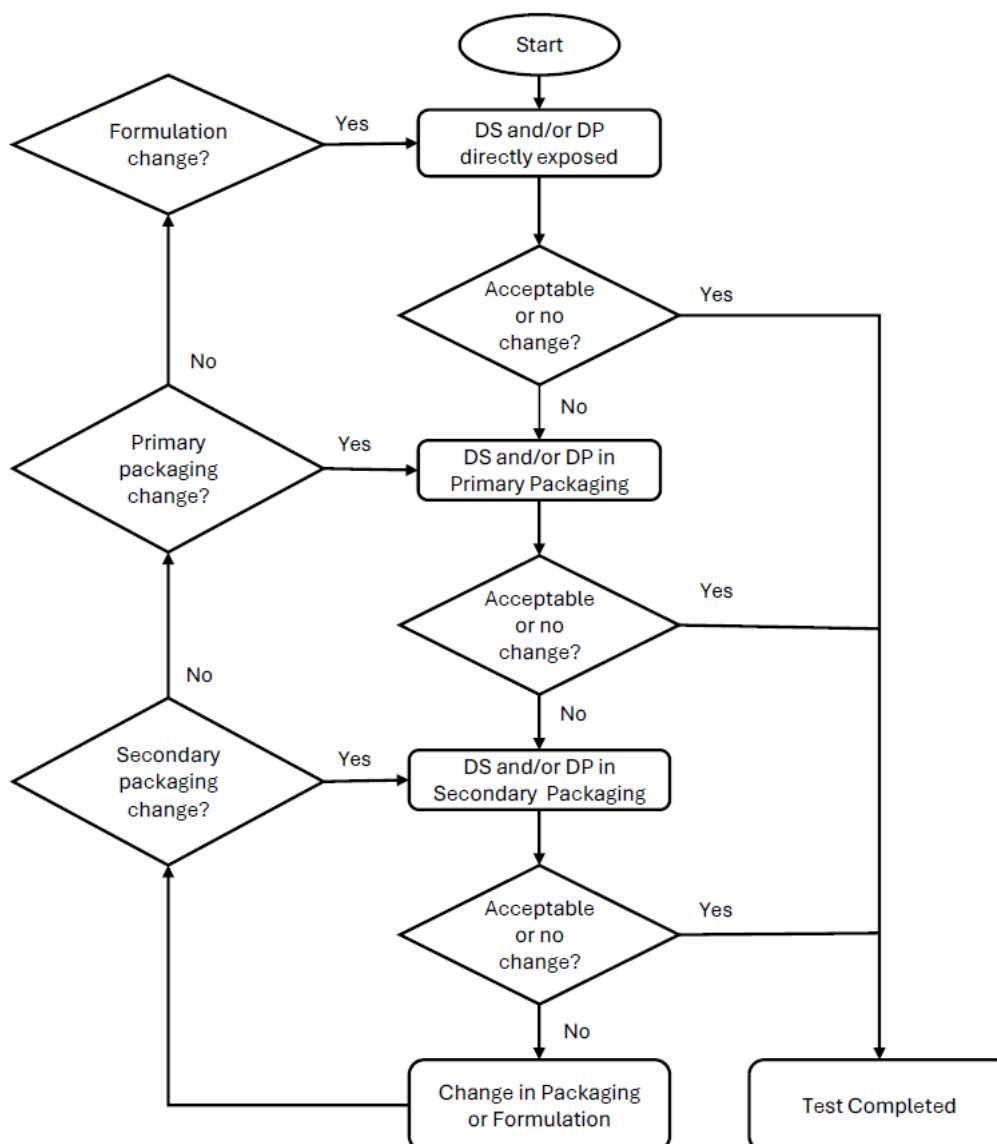 Start
Formulation
change?
Yes
DS and/or DP
directly exposed
Acceptable
or no
change?
Yes
No
No
Primary
packaging
change?
Yes
DS and/or DP in
Primary Packaging
Acceptable
or no
change?
Yes
No
No
Secondary
packaging
change?
Yes
DS and/or DP in
Secondary Packaging
Acceptable
or no
change?
Yes
No
Change in Packaging
or Formulation
Test Completed